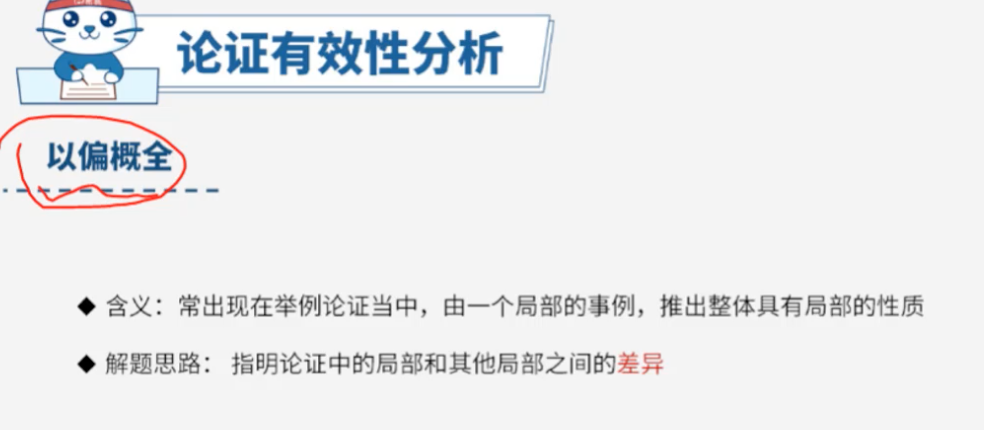 论证有效性分析
以偏概全
◆ 含义：常出现在举例论证当中，由一个局部的事例，推出整体具有局部的性质
◆ 解题思路： 指明论证中的局部和其他局部之间的差异